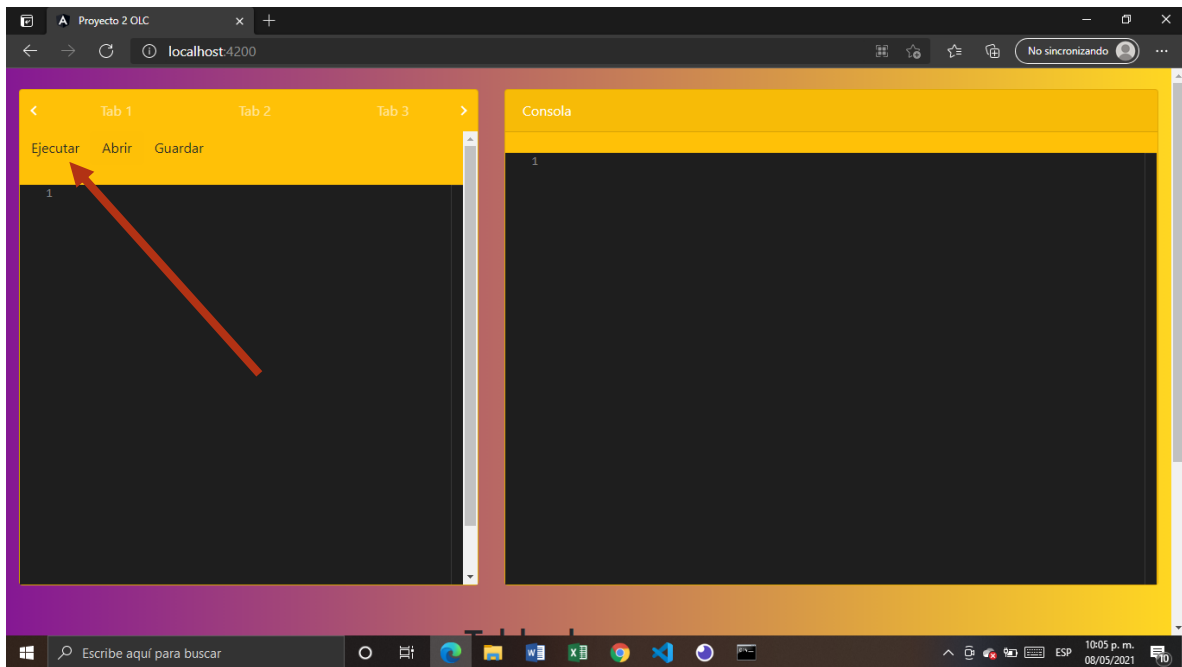 Proyecto 2 OLC
localhost:4200
No sincronizando
Tab 1 Tab 2 Tab 3
Consola
Ejecutar Abrir Guardar
1
1
Escribe aquí para buscar
ESP
10:05 p. m.
08/05/2021
10